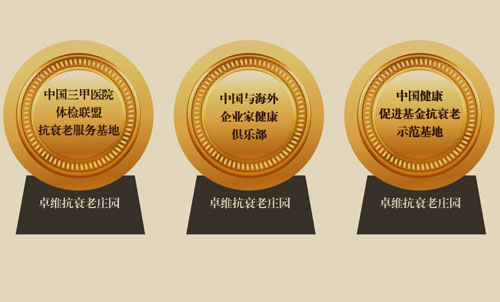 中国三甲医院
体检联盟
抗衰老服务基地
卓维抗衰老庄园
中国与海外
企业家健康
俱乐部
卓维抗衰老庄园
中国健康
促进基金抗衰老
示范基地
卓维抗衰老庄园